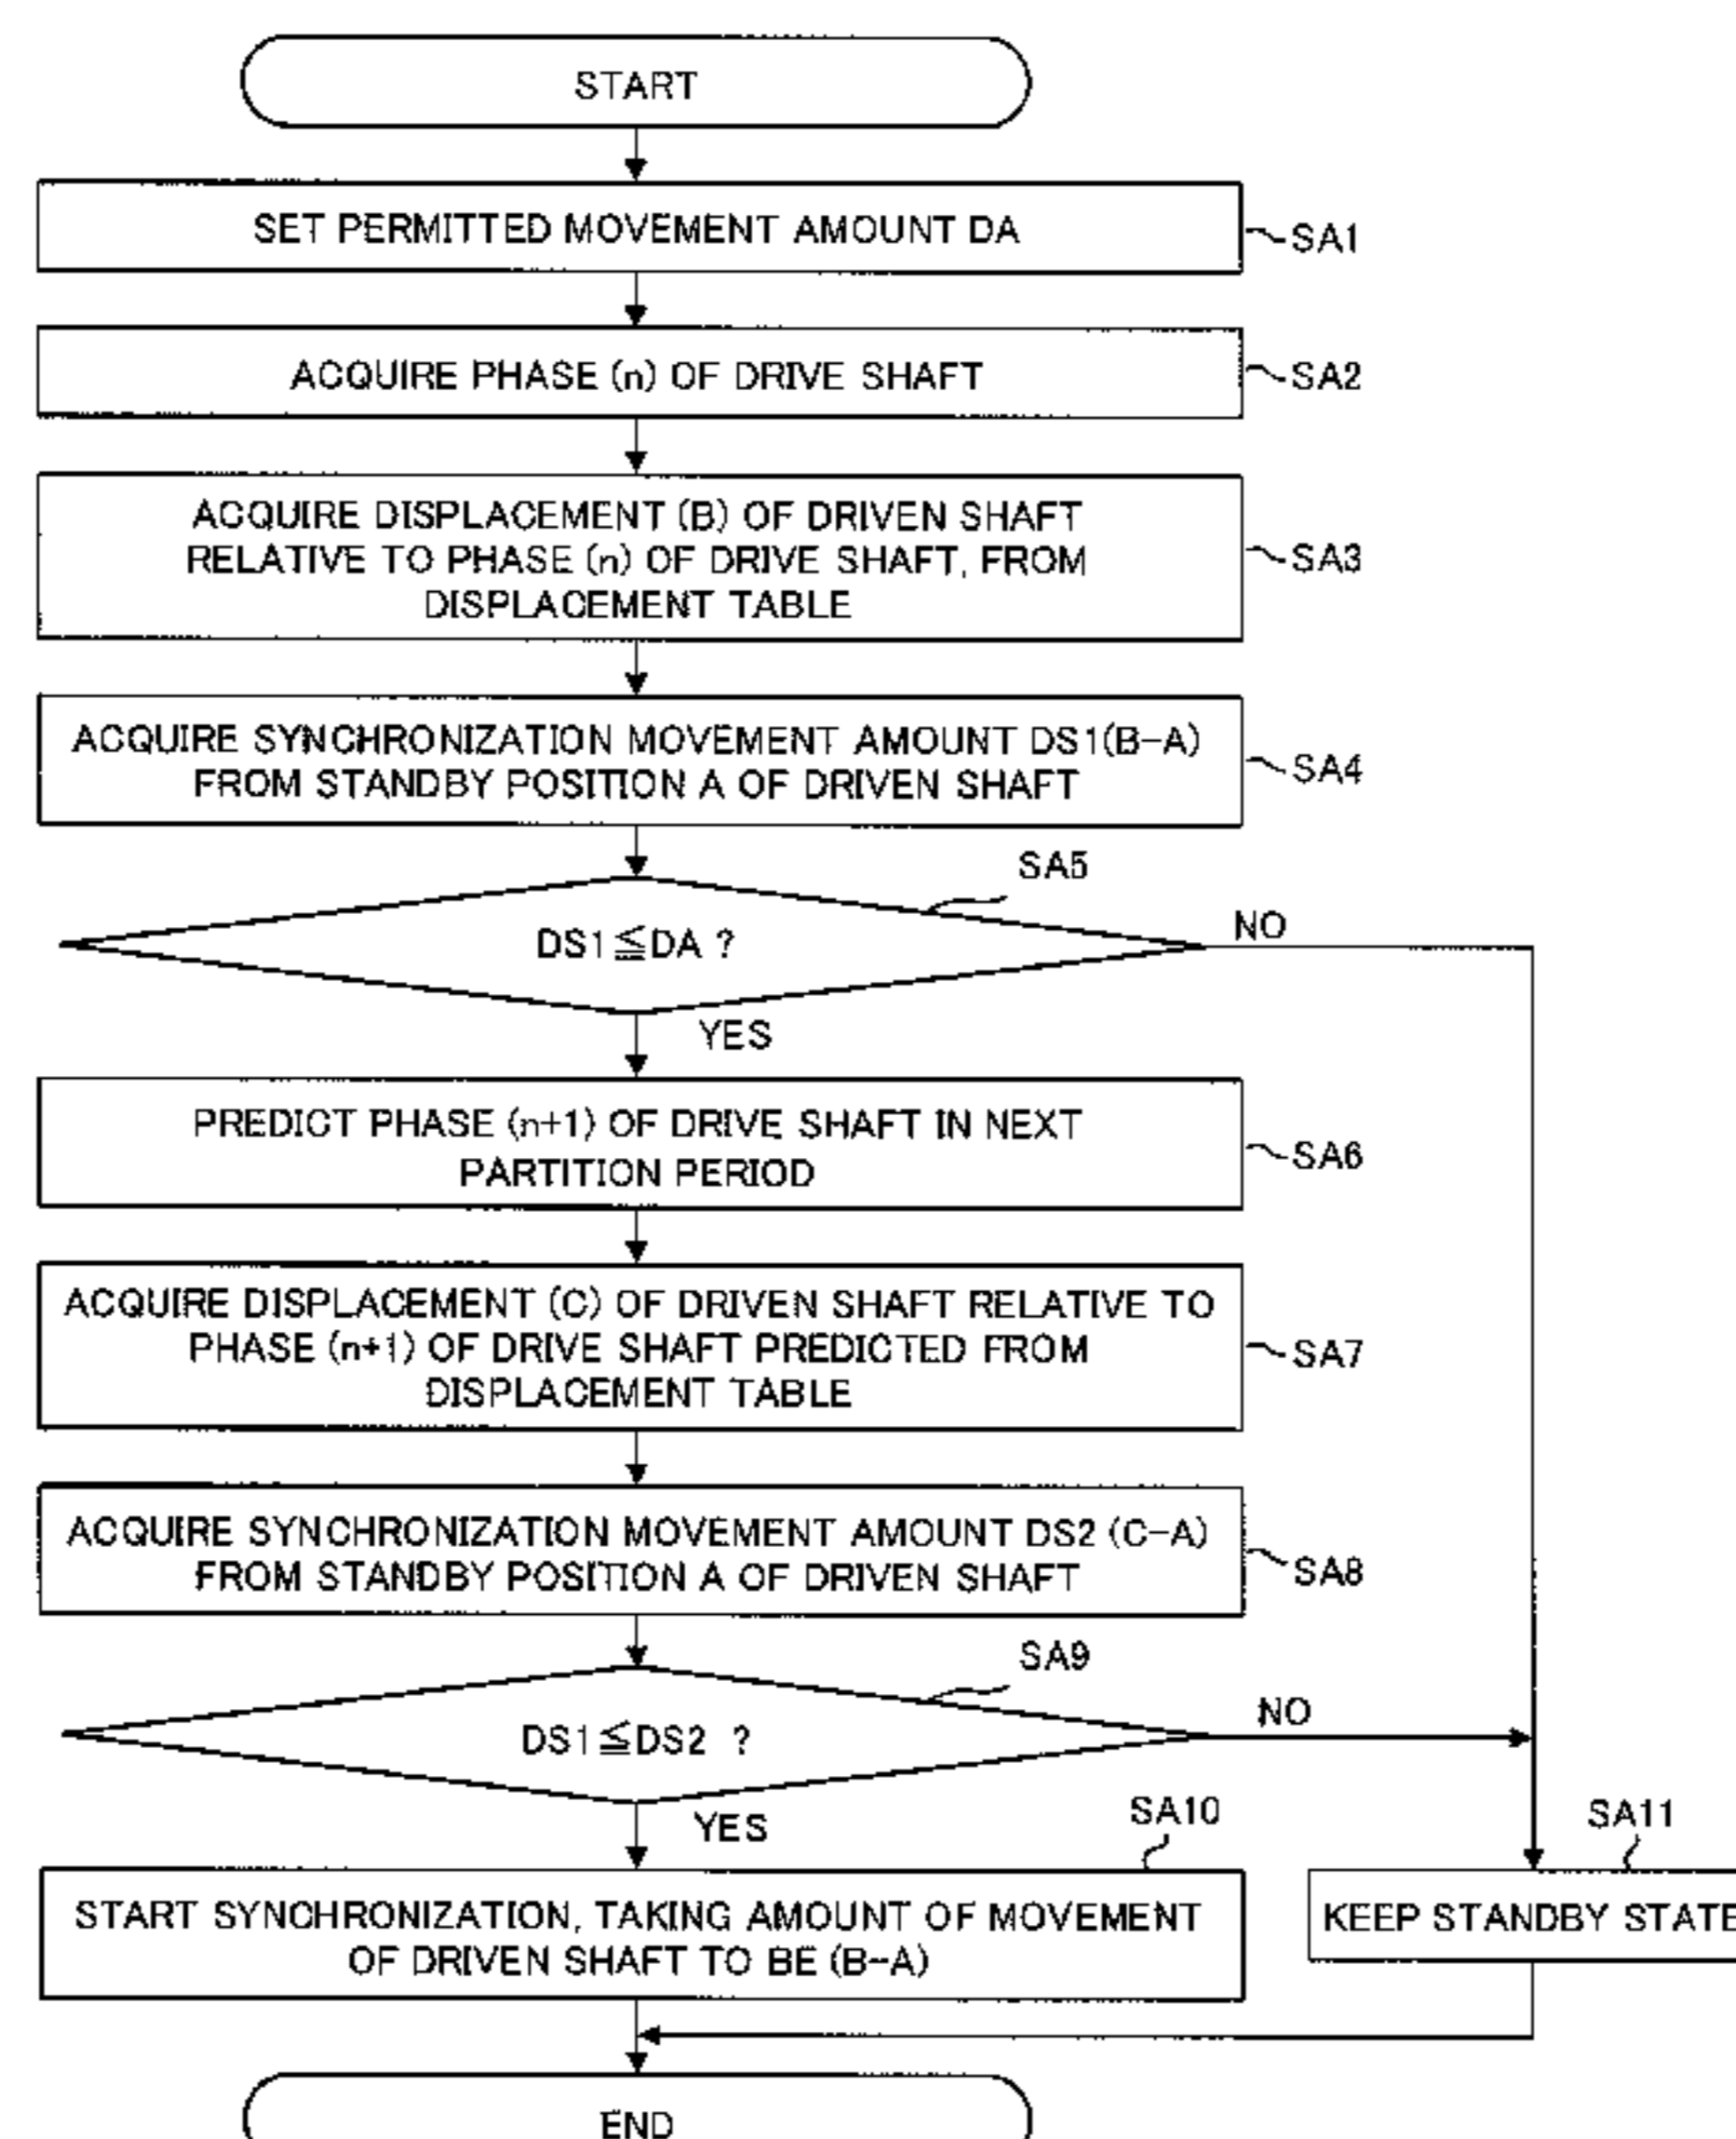 START
SET PERMITTED MOVEMENT AMOUNT DA
SA1
ACQUIRE PHASE (n) OF DRIVE SHAFT
SA2
ACQUIRE DISPLACEMENT (B) OF DRIVEN SHAFT
RELATIVE TO PHASE (n) OF DRIVE SHAFT, FROM
DISPLACEMENT TABLE
SA3
ACQUIRE SYNCHRONIZATION MOVEMENT AMOUNT DS1(B-A)
FROM STANDBY POSITION A OF DRIVEN SHAFT
SA4
SA5
DS1≦DA ?
NO
YES
PREDICT PHASE (n+1) OF DRIVE SHAFT IN NEXT
PARTITION PERIOD
SA6
ACQUIRE DISPLACEMENT (C) OF DRIVEN SHAFT RELATIVE TO
PHASE (n+1) OF DRIVE SHAFT PREDICTED FROM
DISPLACEMENT TABLE
SA7
ACQUIRE SYNCHRONIZATION MOVEMENT AMOUNT DS2 (C-A)
FROM STANDBY POSITION A OF DRIVEN SHAFT
SA8
SA9
DS1≦DS2 ?
NO
YES
SA10
START SYNCHRONIZATION, TAKING AMOUNT OF MOVEMENT
OF DRIVEN SHAFT TO BE (B-A)
SA11
KEEP STANDBY STATE
END